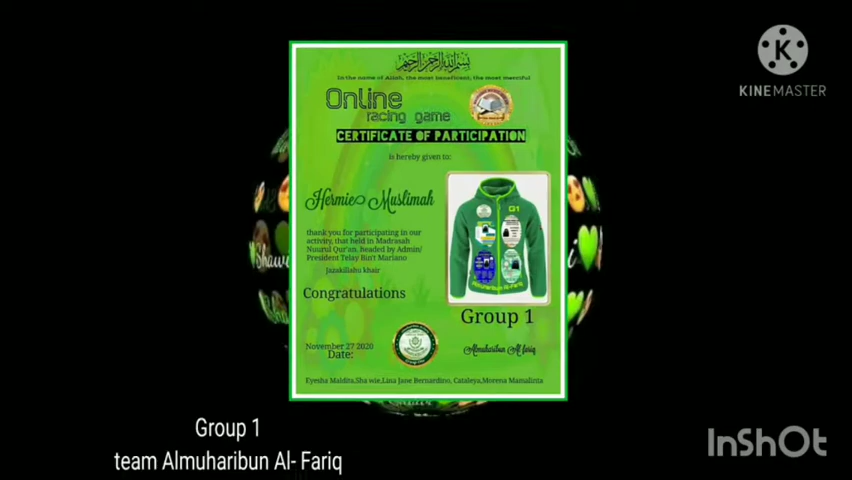 KINEMASTER
بسم الله الرحمن الرحيم
In the name of Allah, the most beneficent, the most merciful
Online
racing game
CERTIFICATE OF PARTICIPATION
is hereby given to:
Hermie Muslimah
thank you for participating in our
activity, that held in Madrasah
Nuurul Qur'an, headed by Admin/
President Telay Bin't Mariano
Jazakillahu khair
Congratulations
G1
Almuharibun Al-Fariq
Group 1
November 27 2020
Date:
Almuharibun Al fariq
Eyesha Maldita,Sha wie,Lina Jane Bernardino, Cataleya,Morena Mamalinta
Group 1
team Almuharibun Al- Fariq
InShOt